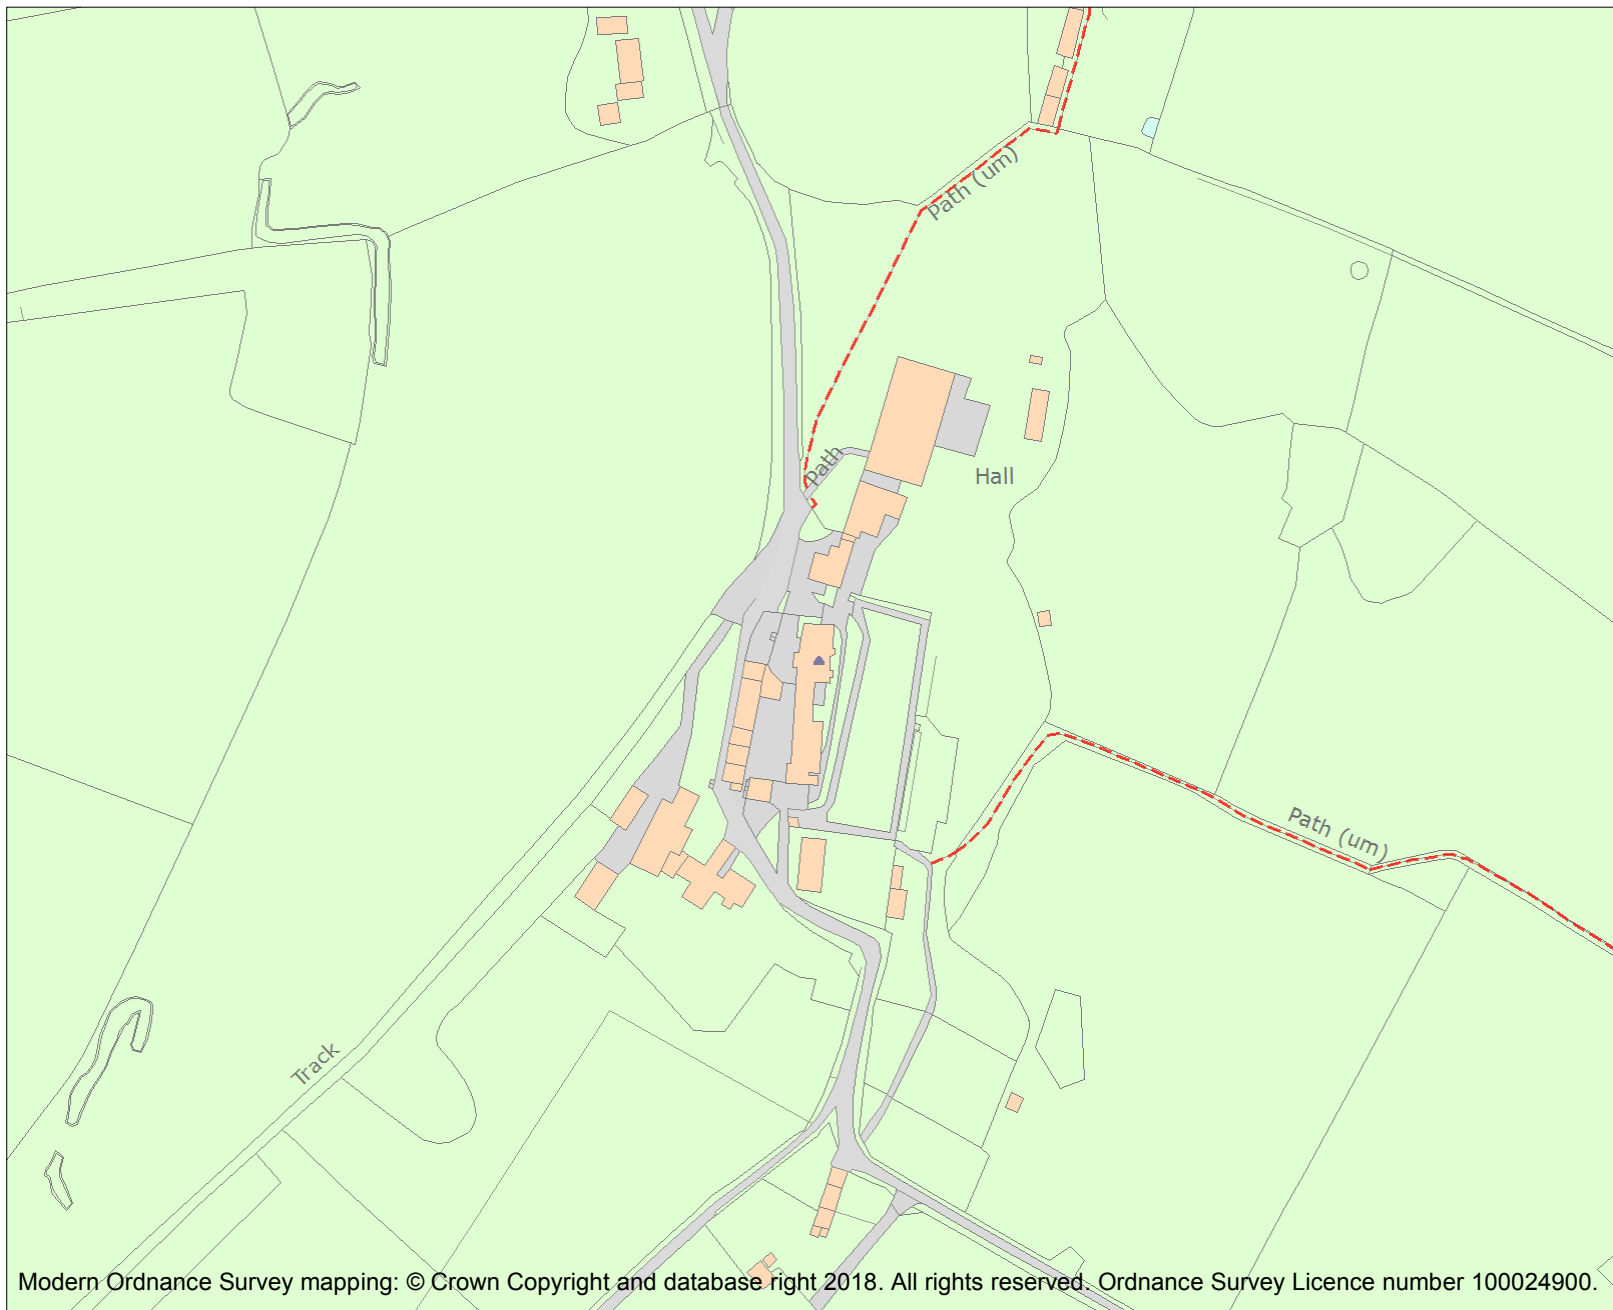 Path (um)
Path
Hall
Path (um)
Track
Modern Ordnance Survey mapping: © Crown Copyright and database right 2018. All rights reserved. Ordnance Survey Licence number 100024900.